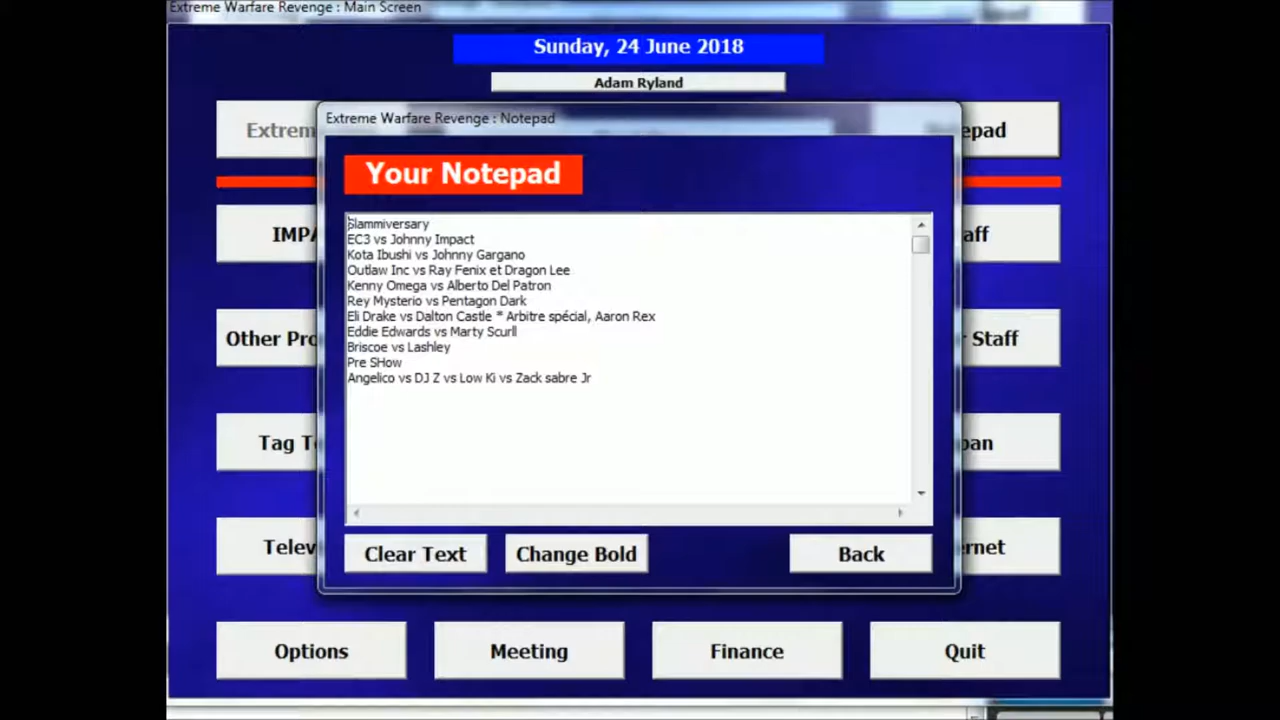 Extreme Warfare Revenge : Main Screen
Sunday, 24 June 2018
Adam Ryland
Extrem
epad
Extreme Warfare Revenge : Notepad
Your Notepad
Slammiversary
EC3 vs Johnny Impact
Kota Ibushi vs Johnny Gargano
Outlaw Inc vs Ray Fenix et Dragon Lee
Kenny Omega vs Alberto Del Patron
Rey Mysterio vs Pentagon Dark
Eli Drake vs Dalton Castle * Arbitre spécial, Aaron Rex
Eddie Edwards vs Marty Scurll
Briscoe vs Lashley
Pre SHow
Angelico vs DJ Z vs Low Ki vs Zack sabre Jr
IMPA
aff
Other Pro
r Staff
Tag Te
pan
Telev
ernet
Clear Text
Change Bold
Back
Options
Meeting
Finance
Quit